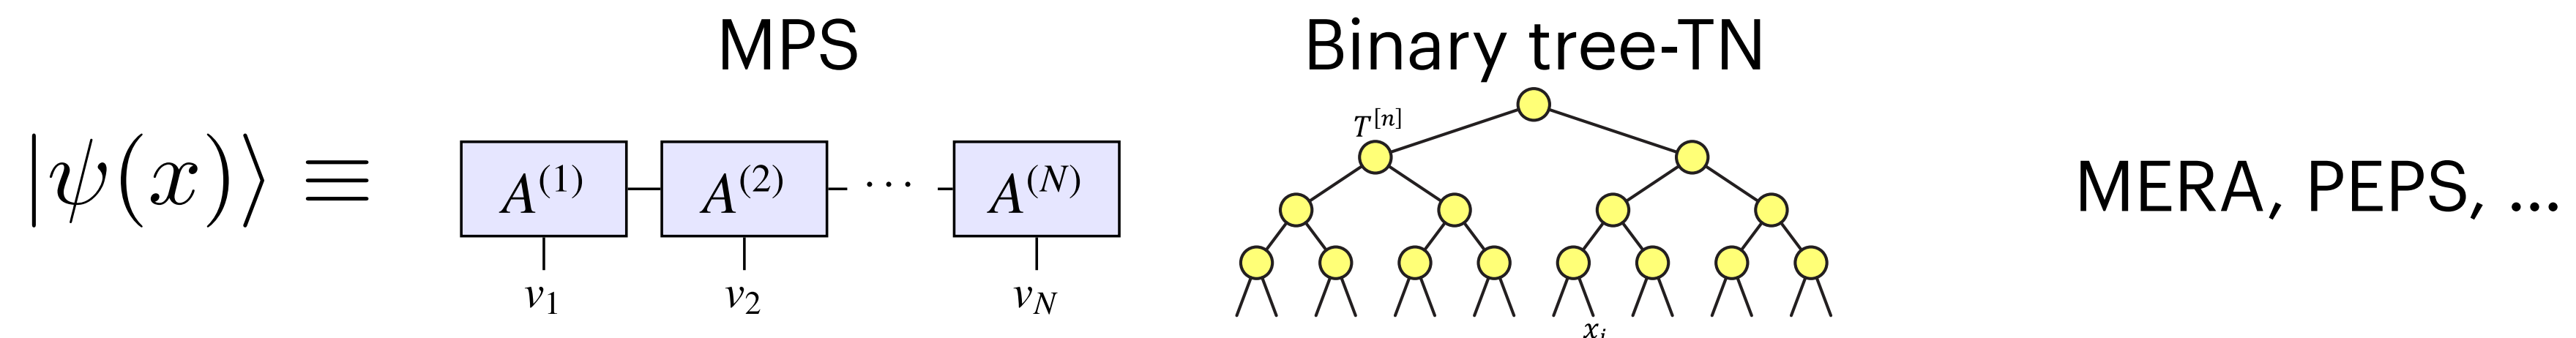 MPS
Binary tree-TN
|ψ(x)⟩ ≡
A^{(1)} A^{(2)} ··· A^{(N)}
v_1 v_2 v_N
T^{[n]}
x_i
MERA, PEPS, ...